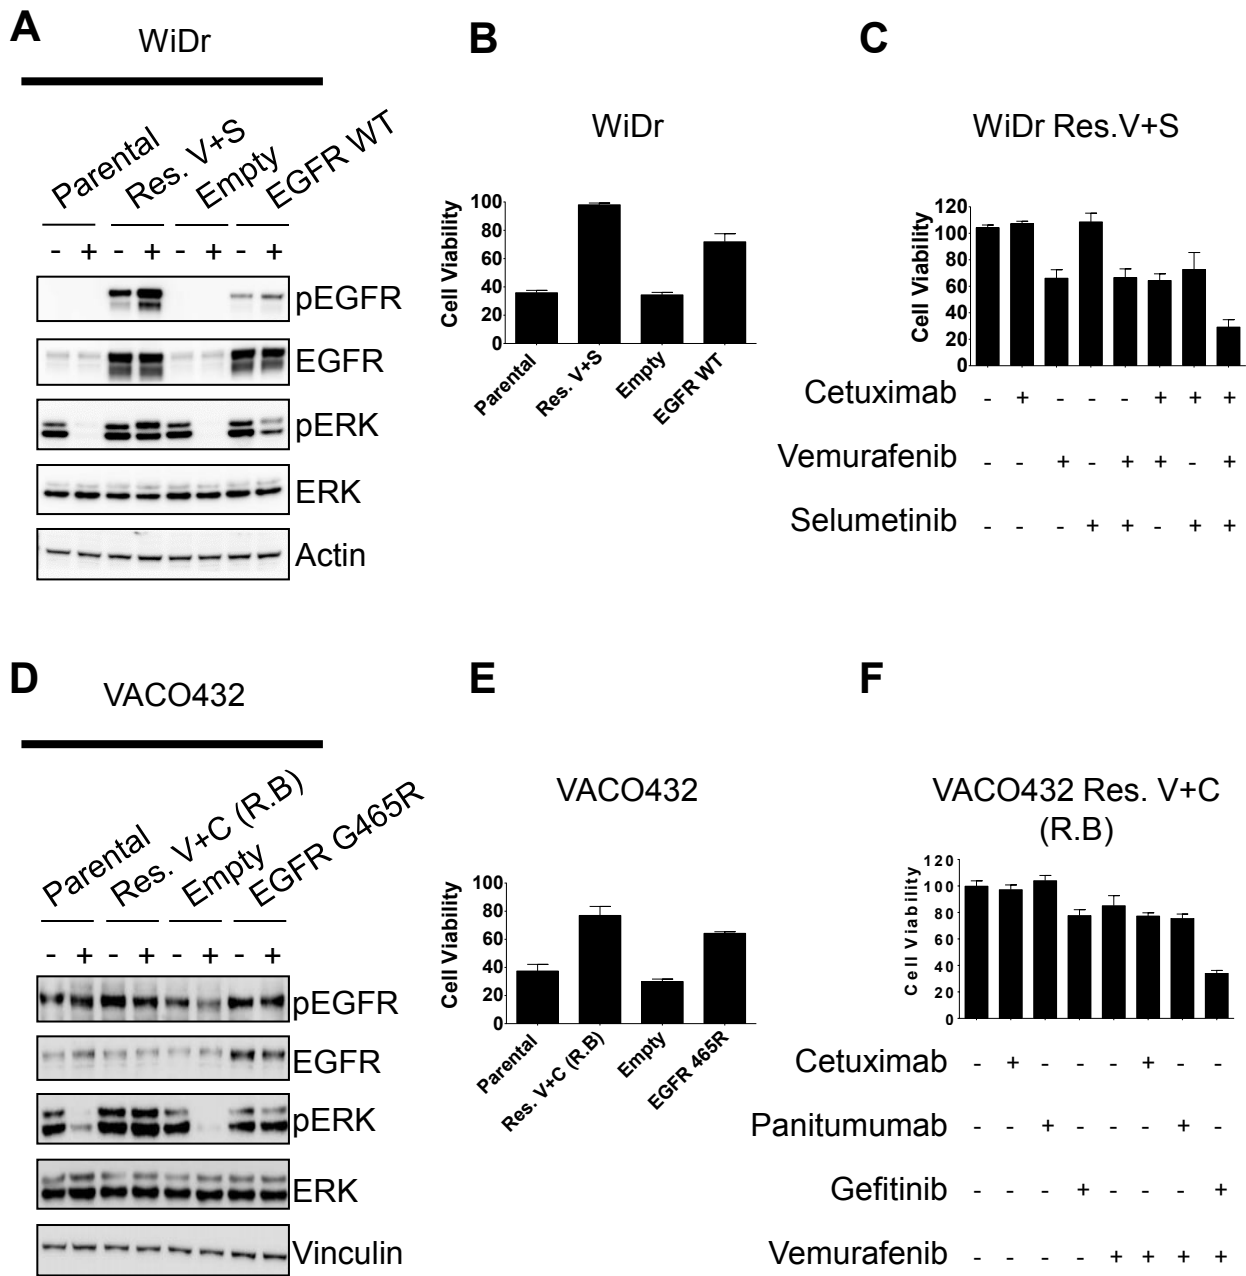 A
WiDr
Parental
Res. V+S
Empty
EGFR WT
- + - + - + - +
pEGFR
EGFR
pERK
ERK
Actin
B
WiDr
Cell Viability
100
80
60
40
20
0
Parental
Res. V+S
Empty
EGFR WT
C
WiDr Res.V+S
Cell Viability
120
100
80
60
40
20
0
Cetuximab - + - - - + + +
Vemurafenib - - + - + + - +
Selumetinib - - - + + - + +
D
VACO432
Parental
Res. V+C (R.B)
Empty
EGFR G465R
- + - + - + - +
pEGFR
EGFR
pERK
ERK
Vinculin
E
VACO432
Cell Viability
100
80
60
40
20
0
Parental
Res. V+C (R.B)
Empty
EGFR 465R
F
VACO432 Res. V+C
(R.B)
Cell Viability
120
100
80
60
40
20
0
Cetuximab - + - - - + - -
Panitumumab - - + - - - + -
Gefitinib - - - + - - - +
Vemurafenib - - - - + + + +